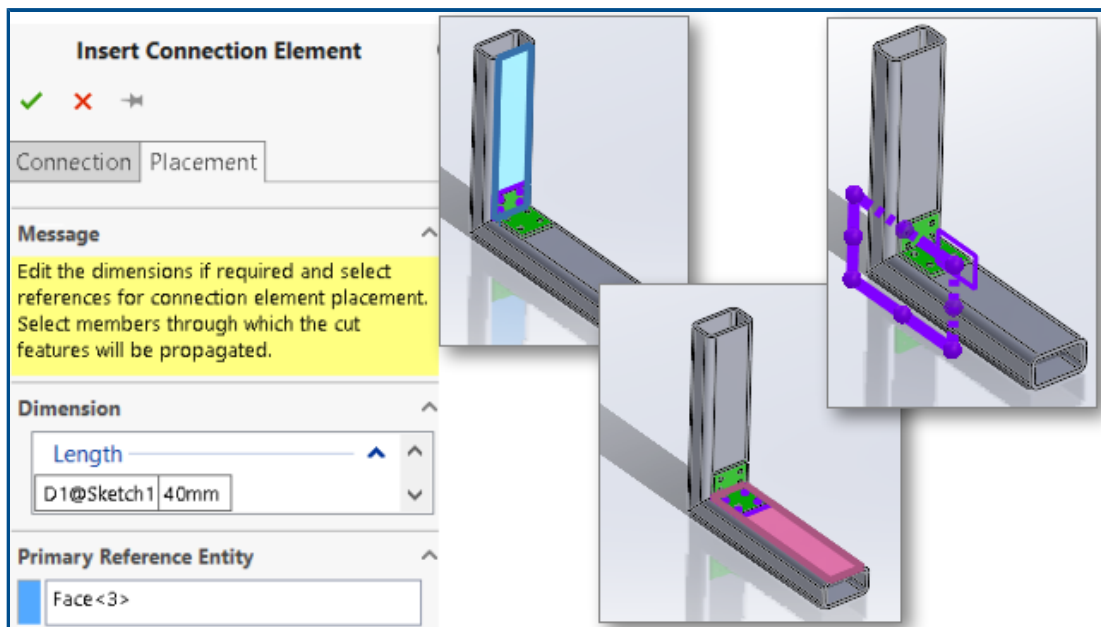 Insert Connection Element
Connection Placement
Message
Edit the dimensions if required and select
references for connection element placement.
Select members through which the cut
features will be propagated.
Dimension
Length
D1@Sketch1 40mm
Primary Reference Entity
Face<3>